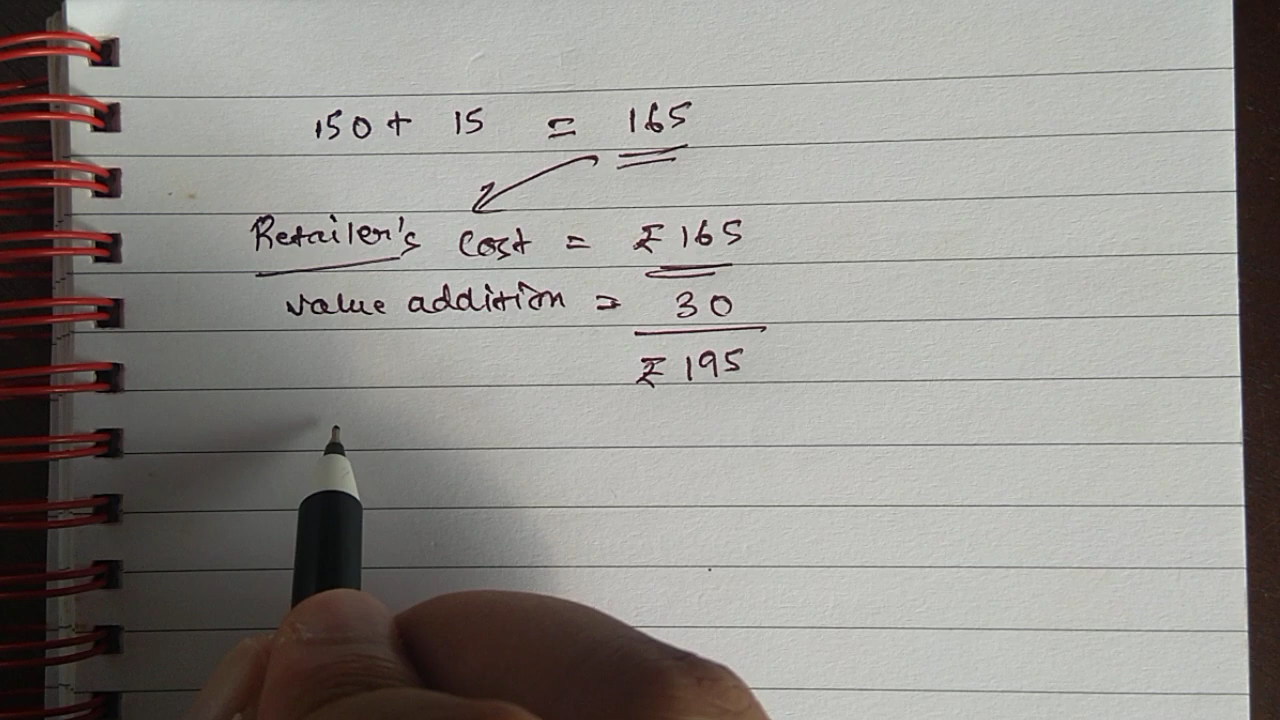 150 + 15 = 165
Retailer's cost = ₹165
value addition = 30
₹ 195